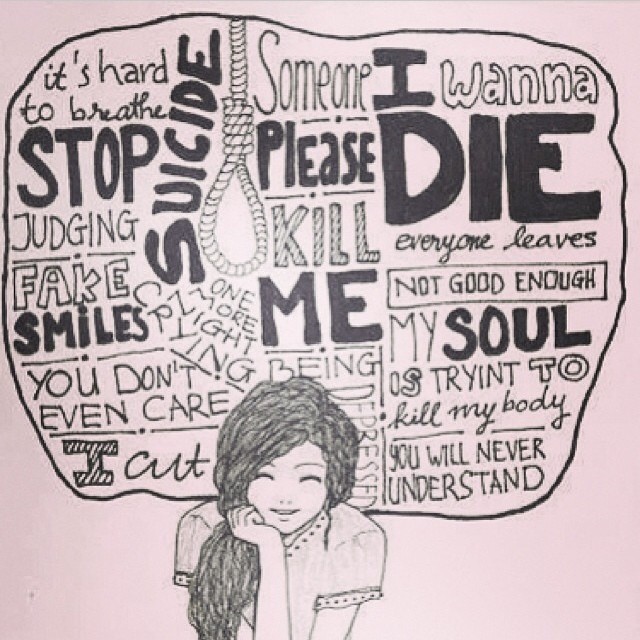 it's hard
to breathe
STOP
JUDGING
FAKE
SMILES
YOU DON'T
EVEN CARE
I cut
SUICIDE
ONE
MORE
NIGHT
CRYING
Someone
Please
KILL
ME
BEING
DEPRESSED
I wanna
DIE
everyone leaves
NOT GOOD ENOUGH
MY SOUL
IS TRYINT TO
kill my body
YOU WILL NEVER
UNDERSTAND